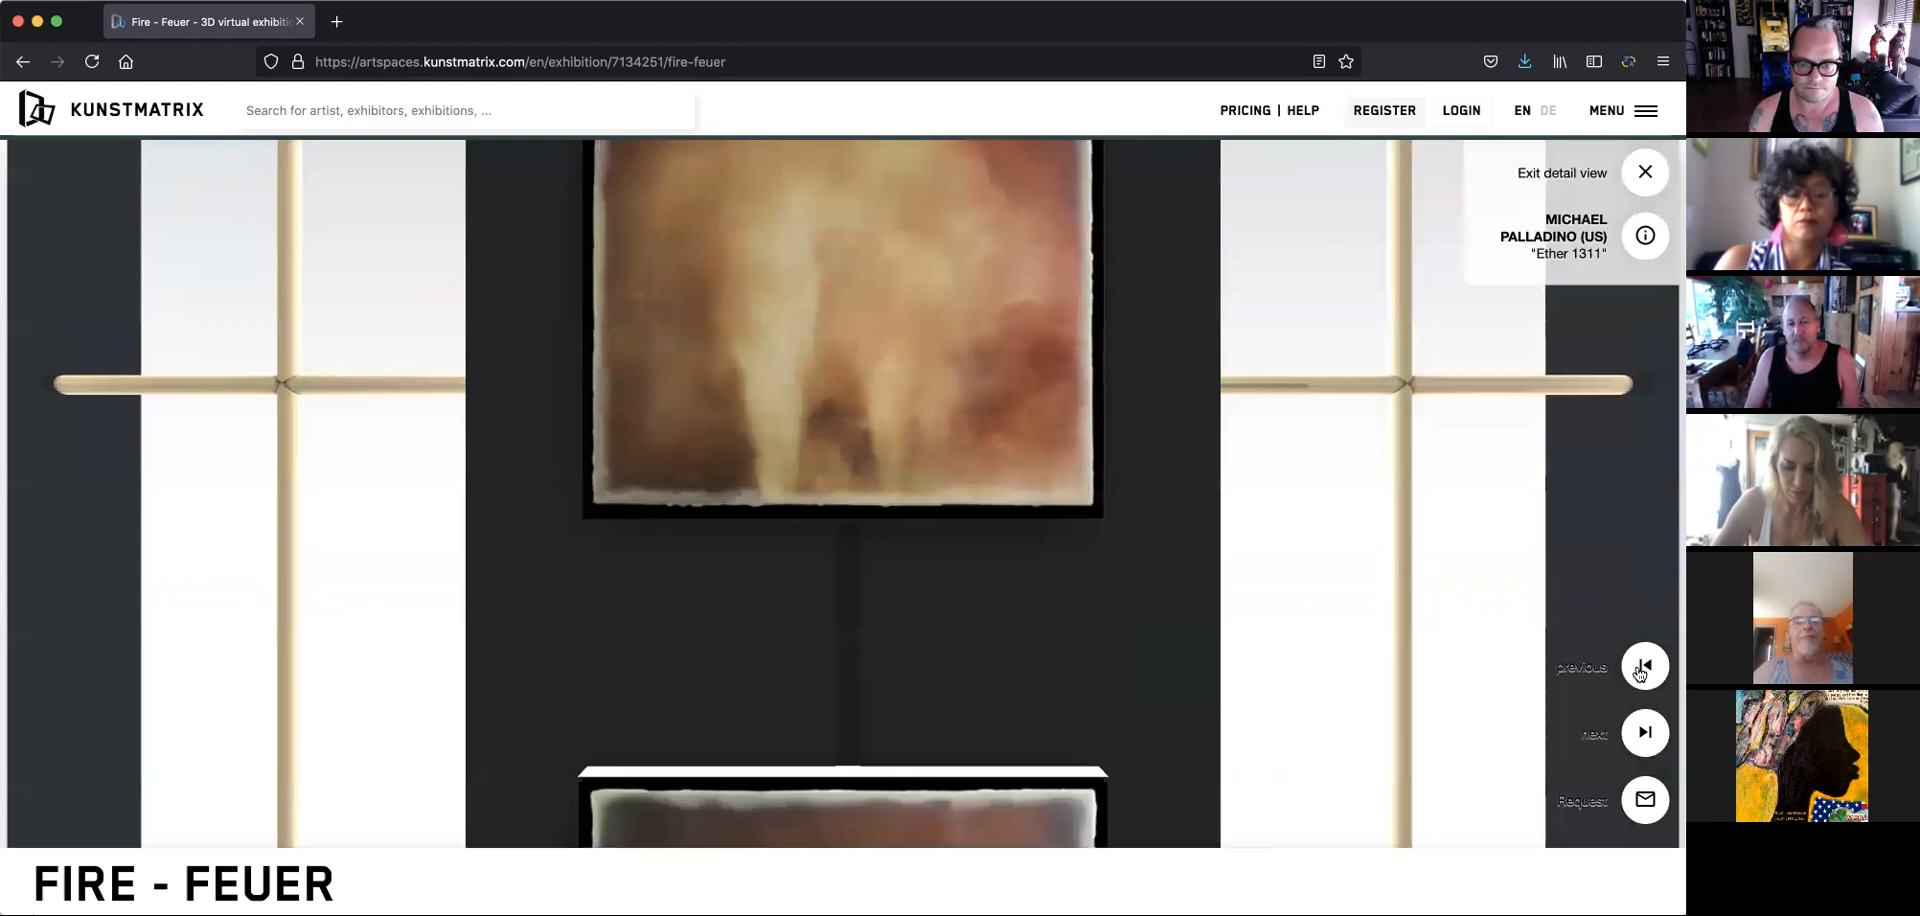 Fire - Feuer - 3D virtual exhibiti
https://artspaces.kunstmatrix.com/en/exhibition/7134251/fire-feuer
KUNSTMATRIX
Search for artist, exhibitors, exhibitions, ...
PRICING | HELP
REGISTER
LOGIN
EN DE
MENU
Exit detail view
MICHAEL
PALLADINO (US)
"Ether 1311"
previous
next
Request
FIRE - FEUER